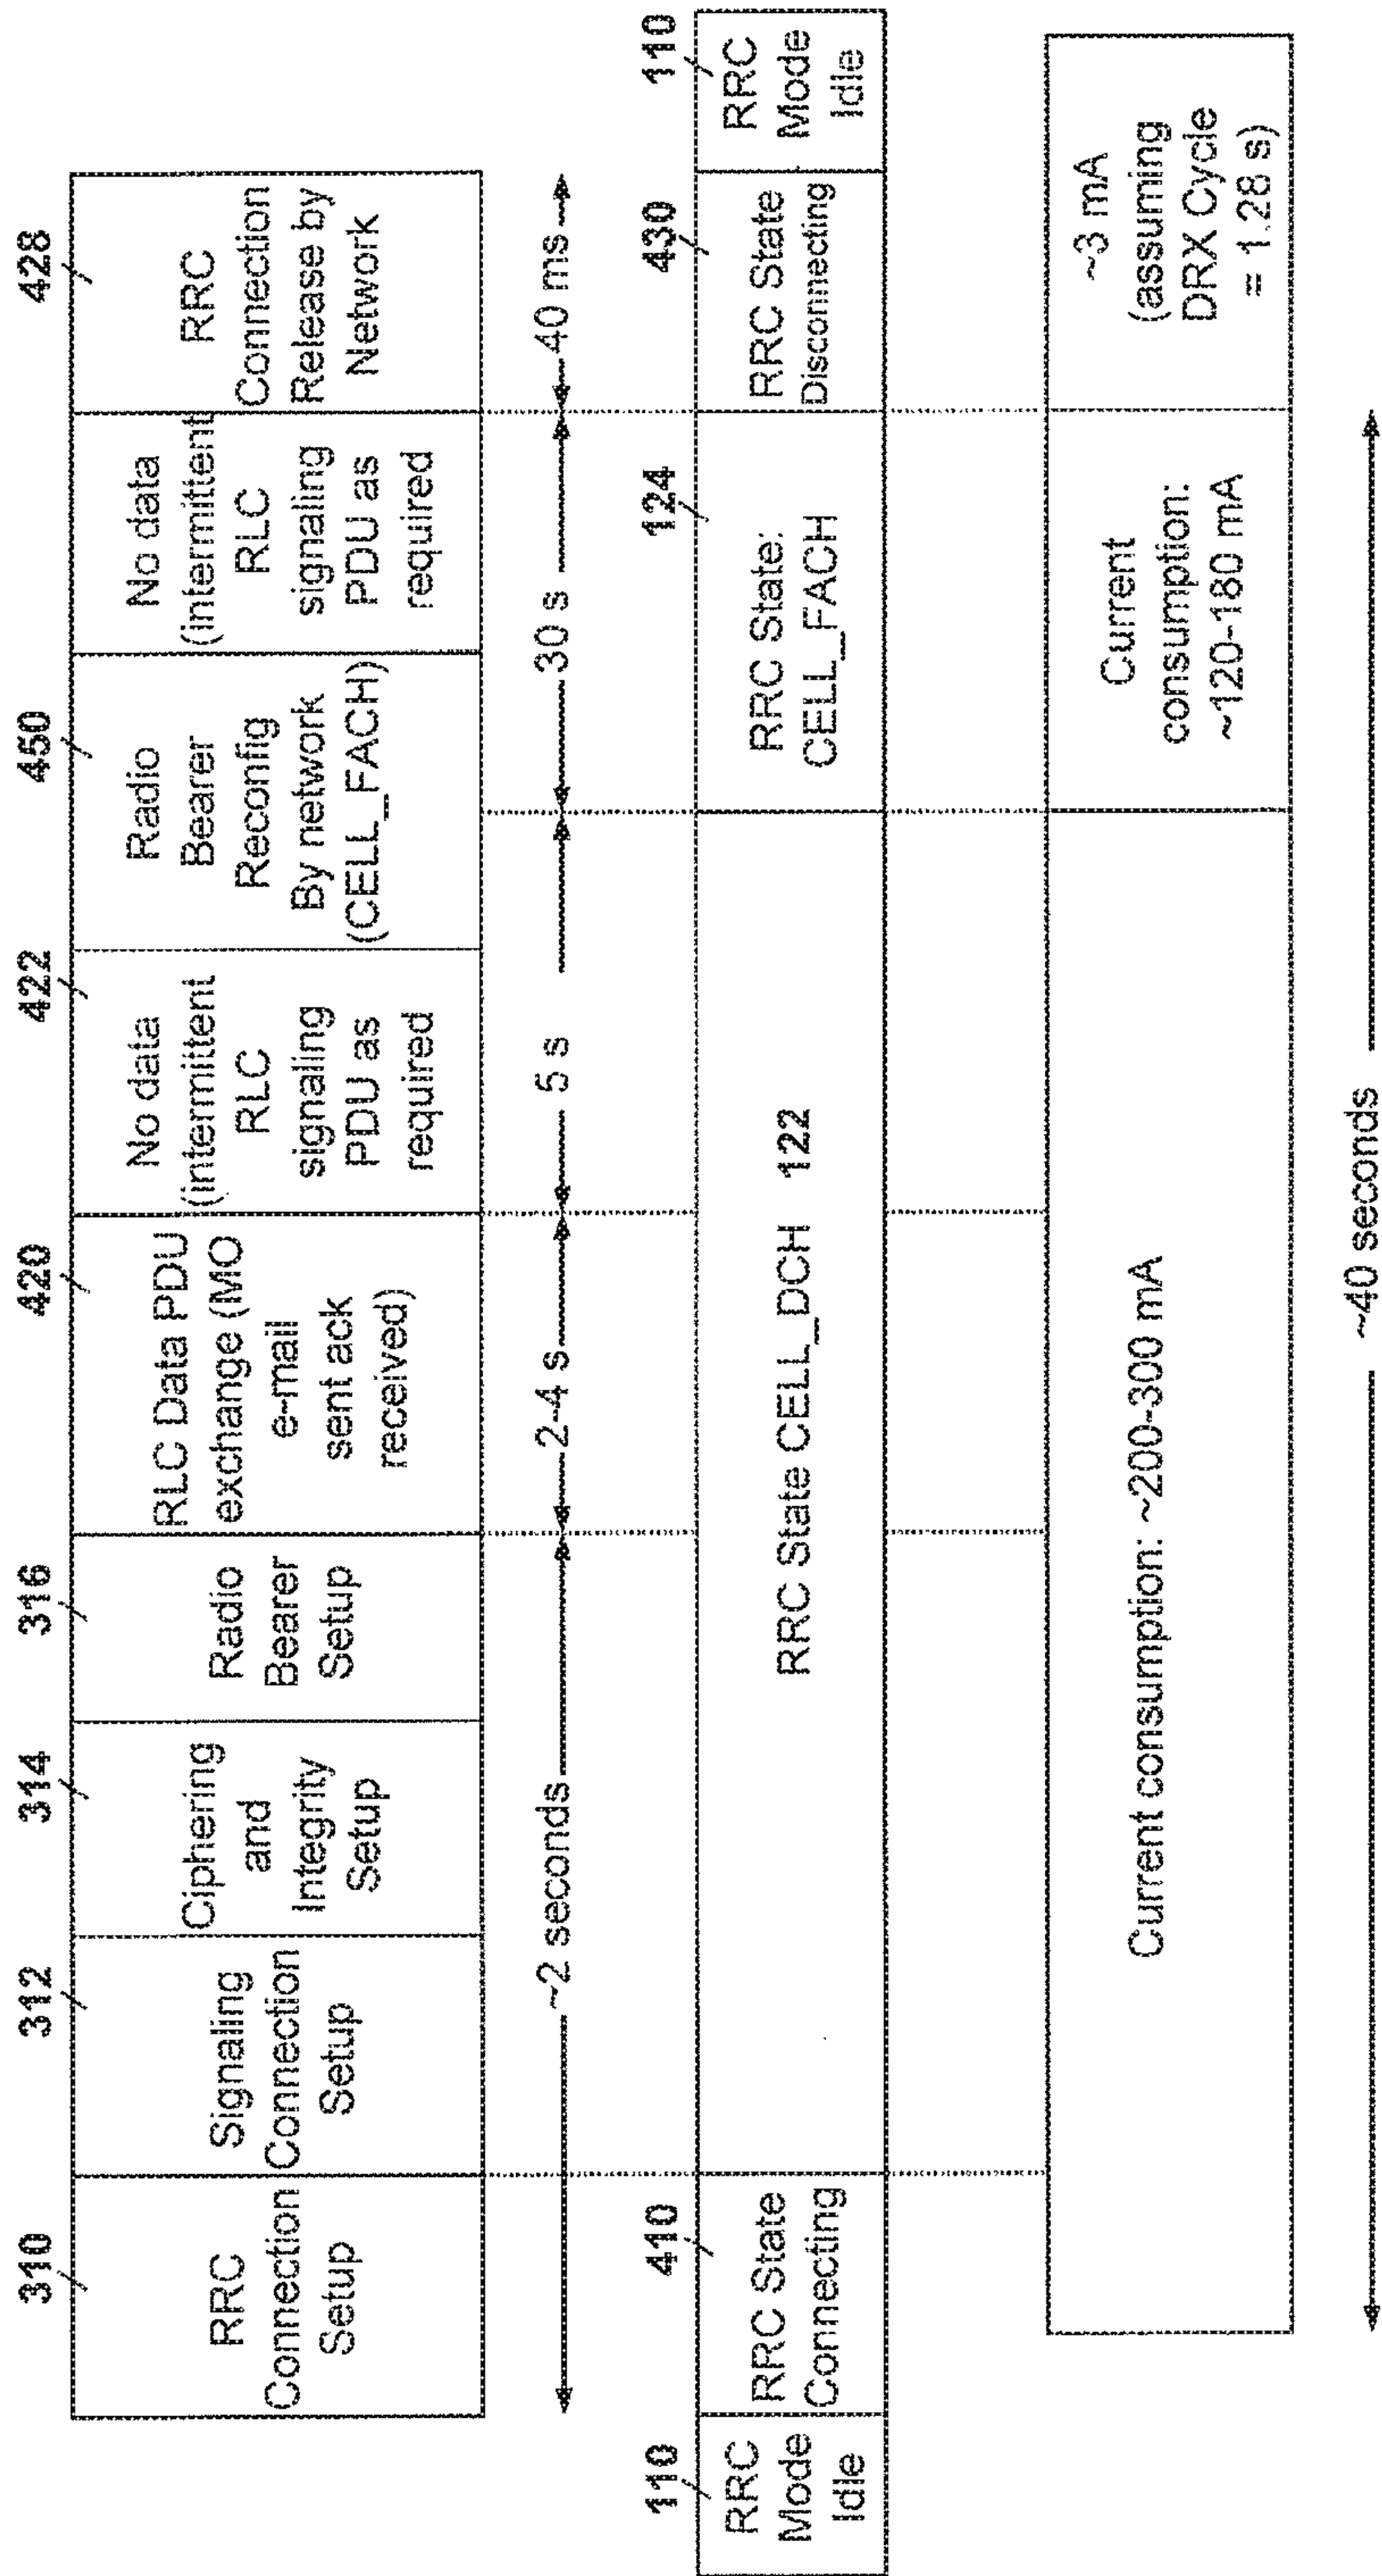 310
RRC
Connection
Setup
312
Signaling
Connection
Setup
314
Ciphering
and
Integrity
Setup
316
Radio
Bearer
Setup
420
RLC Data PDU
exchange (MO
e-mail
sent ack
received)
422
No data
(intermittent
RLC
signaling
PDU as
required
450
Radio
Bearer
Reconfig
By network
(CELL_FACH)
No data
(intermittent
RLC
signaling
PDU as
required
428
RRC
Connection
Release by
Network
~2 seconds
2-4 s
5 s
30 s
40 ms
110
RRC
Mode
Idle
410
RRC State
Connecting
RRC State CELL_DCH 122
124
RRC State:
CELL_FACH
430
RRC State
Disconnecting
110
RRC
Mode
Idle
Current consumption: ~200-300 mA
Current
consumption:
~120-180 mA
~3 mA
(assuming
DRX Cycle
= 1.28 s)
~40 seconds